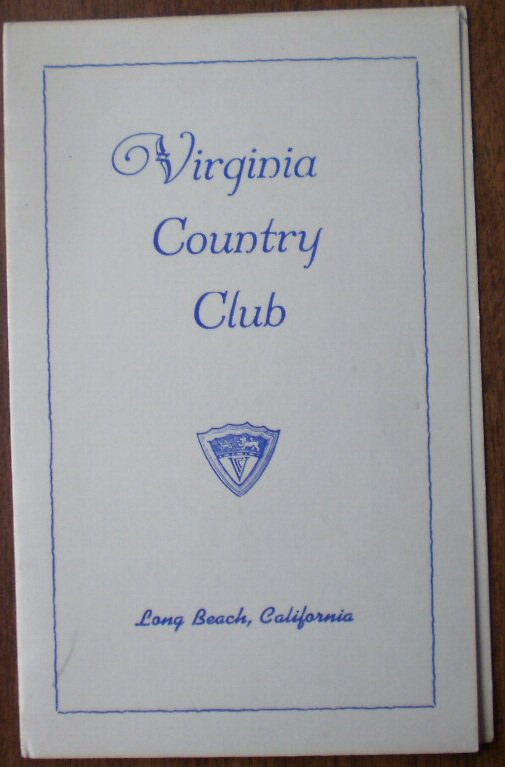 Virginia
Country
Club
Long Beach, California